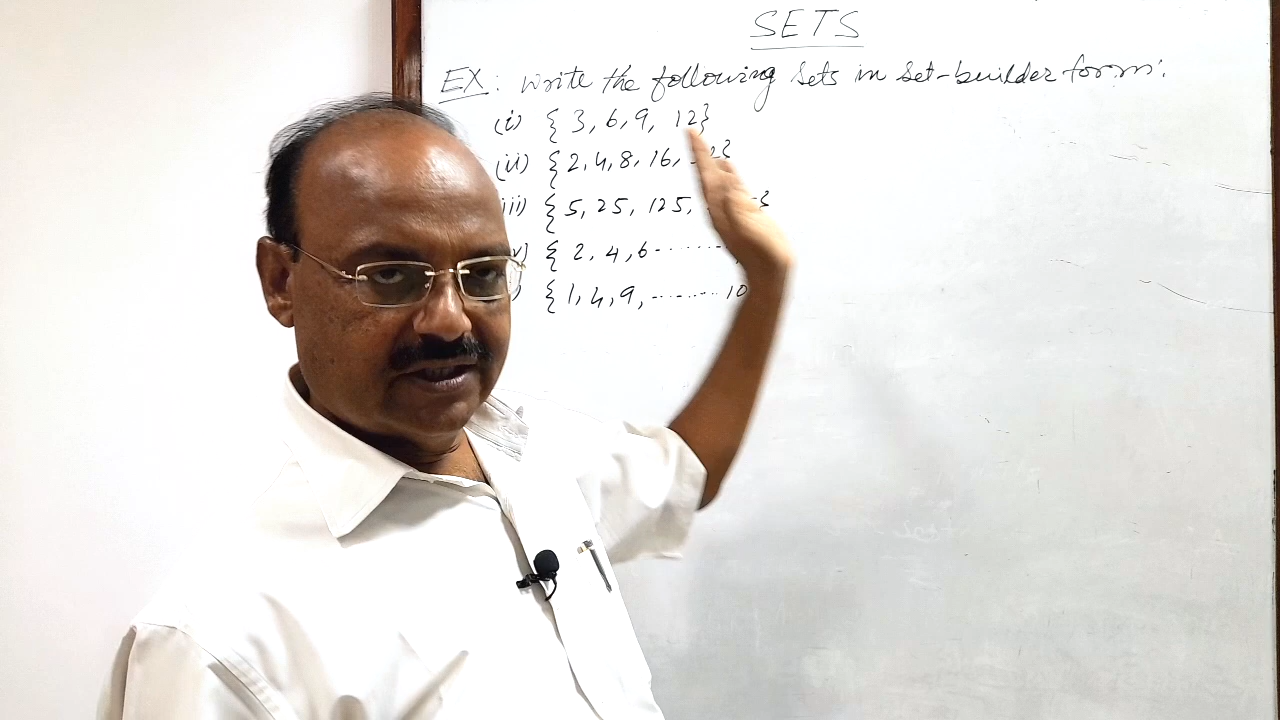 SETS
EX: Write the following sets in set-builder form:
(i) { 3, 6, 9, 12}
(ii) { 2, 4, 8, 16,
{ 5, 25, 125,
{ 2, 4, 6 ........
{ 1, 4, 9, ......... 10